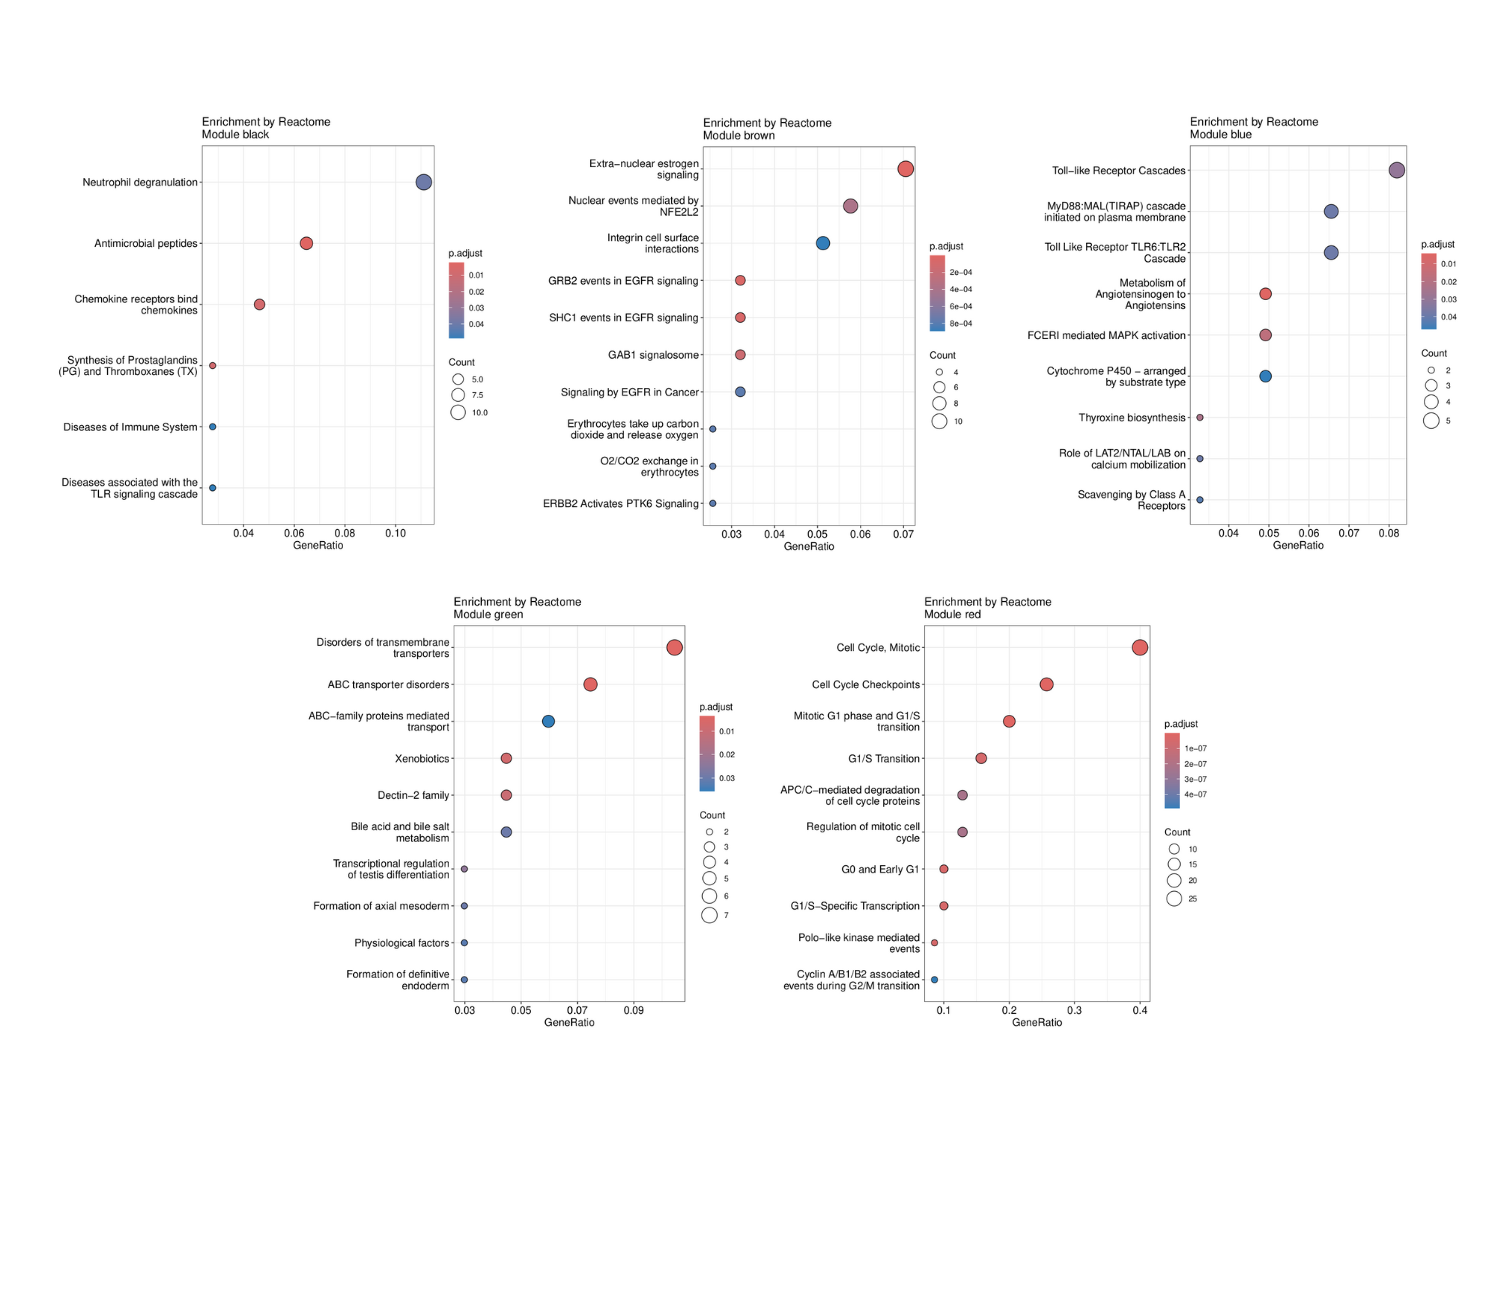 Enrichment by Reactome
Module black
Neutrophil degranulation
Antimicrobial peptides
Chemokine receptors bind
chemokines
Synthesis of Prostaglandins
(PG) and Thromboxanes (TX)
Diseases of Immune System
Diseases associated with the
TLR signaling cascade
0.04 0.06 0.08 0.10
GeneRatio
p.adjust
0.01
0.02
0.03
0.04
Count
5.0
7.5
10.0
Enrichment by Reactome
Module brown
Extra−nuclear estrogen
signaling
Nuclear events mediated by
NFE2L2
Integrin cell surface
interactions
GRB2 events in EGFR signaling
SHC1 events in EGFR signaling
GAB1 signalosome
Signaling by EGFR in Cancer
Erythrocytes take up carbon
dioxide and release oxygen
O2/CO2 exchange in
erythrocytes
ERBB2 Activates PTK6 Signaling
0.03 0.04 0.05 0.06 0.07
GeneRatio
p.adjust
2e−04
4e−04
6e−04
8e−04
Count
4
6
8
10
Enrichment by Reactome
Module blue
Toll−like Receptor Cascades
MyD88:MAL(TIRAP) cascade
initiated on plasma membrane
Toll Like Receptor TLR6:TLR2
Cascade
Metabolism of
Angiotensinogen to
Angiotensins
FCERI mediated MAPK activation
Cytochrome P450 − arranged
by substrate type
Thyroxine biosynthesis
Role of LAT2/NTAL/LAB on
calcium mobilization
Scavenging by Class A
Receptors
0.04 0.05 0.06 0.07 0.08
GeneRatio
p.adjust
0.01
0.02
0.03
0.04
Count
2
3
4
5
Enrichment by Reactome
Module green
Disorders of transmembrane
transporters
ABC transporter disorders
ABC−family proteins mediated
transport
Xenobiotics
Dectin−2 family
Bile acid and bile salt
metabolism
Transcriptional regulation
of testis differentiation
Formation of axial mesoderm
Physiological factors
Formation of definitive
endoderm
0.03 0.05 0.07 0.09
GeneRatio
p.adjust
0.01
0.02
0.03
Count
2
3
4
5
6
7
Enrichment by Reactome
Module red
Cell Cycle, Mitotic
Cell Cycle Checkpoints
Mitotic G1 phase and G1/S
transition
G1/S Transition
APC/C−mediated degradation
of cell cycle proteins
Regulation of mitotic cell
cycle
G0 and Early G1
G1/S−Specific Transcription
Polo−like kinase mediated
events
Cyclin A/B1/B2 associated
events during G2/M transition
0.1 0.2 0.3 0.4
GeneRatio
p.adjust
1e−07
2e−07
3e−07
4e−07
Count
10
15
20
25